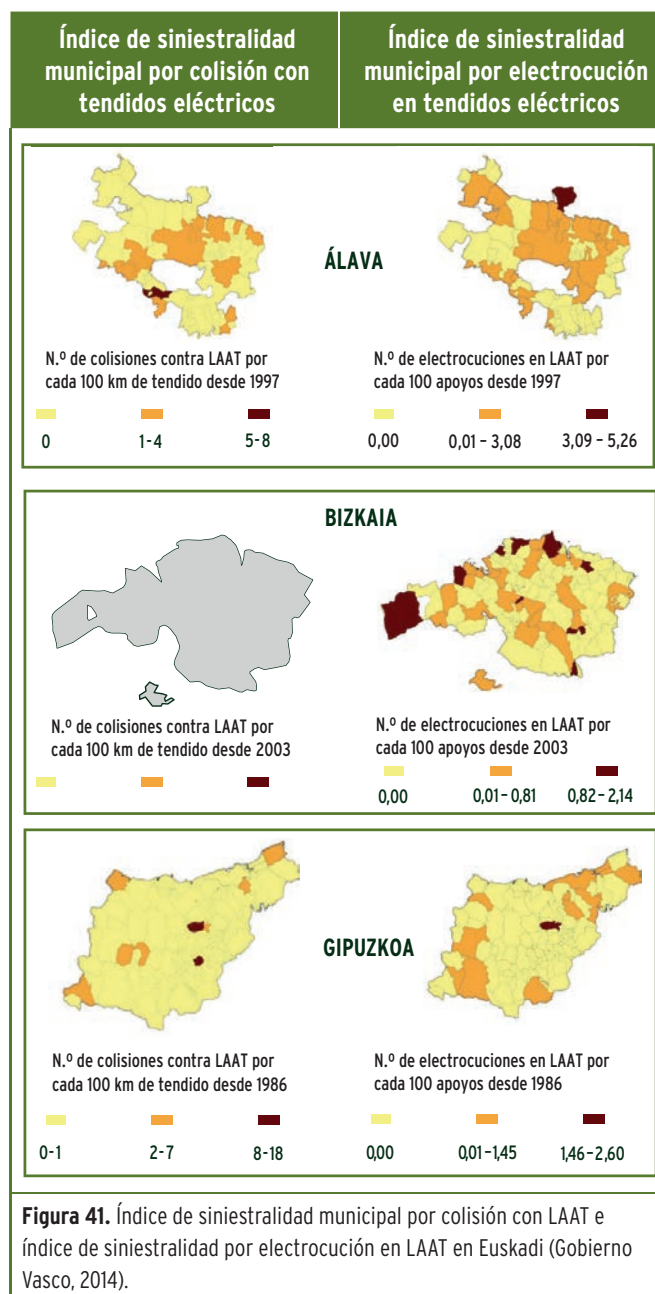 Índice de siniestralidad
municipal por colisión con
tendidos eléctricos
Índice de siniestralidad
municipal por electrocución
en tendidos eléctricos
ÁLAVA
N.º de colisiones contra LAAT por
cada 100 km de tendido desde 1997
0 1-4 5-8
N.º de electrocuciones en LAAT por
cada 100 apoyos desde 1997
0,00 0,01 – 3,08 3,09 – 5,26
BIZKAIA
N.º de colisiones contra LAAT por
cada 100 km de tendido desde 2003
N.º de electrocuciones en LAAT por
cada 100 apoyos desde 2003
0,00 0,01 – 0,81 0,82 – 2,14
GIPUZKOA
N.º de colisiones contra LAAT por
cada 100 km de tendido desde 1986
0-1 2-7 8-18
N.º de electrocuciones en LAAT por
cada 100 apoyos desde 1986
0,00 0,01–1,45 1,46–2,60
Figura 41. Índice de siniestralidad municipal por colisión con LAAT e
índice de siniestralidad por electrocución en LAAT en Euskadi (Gobierno
Vasco, 2014).